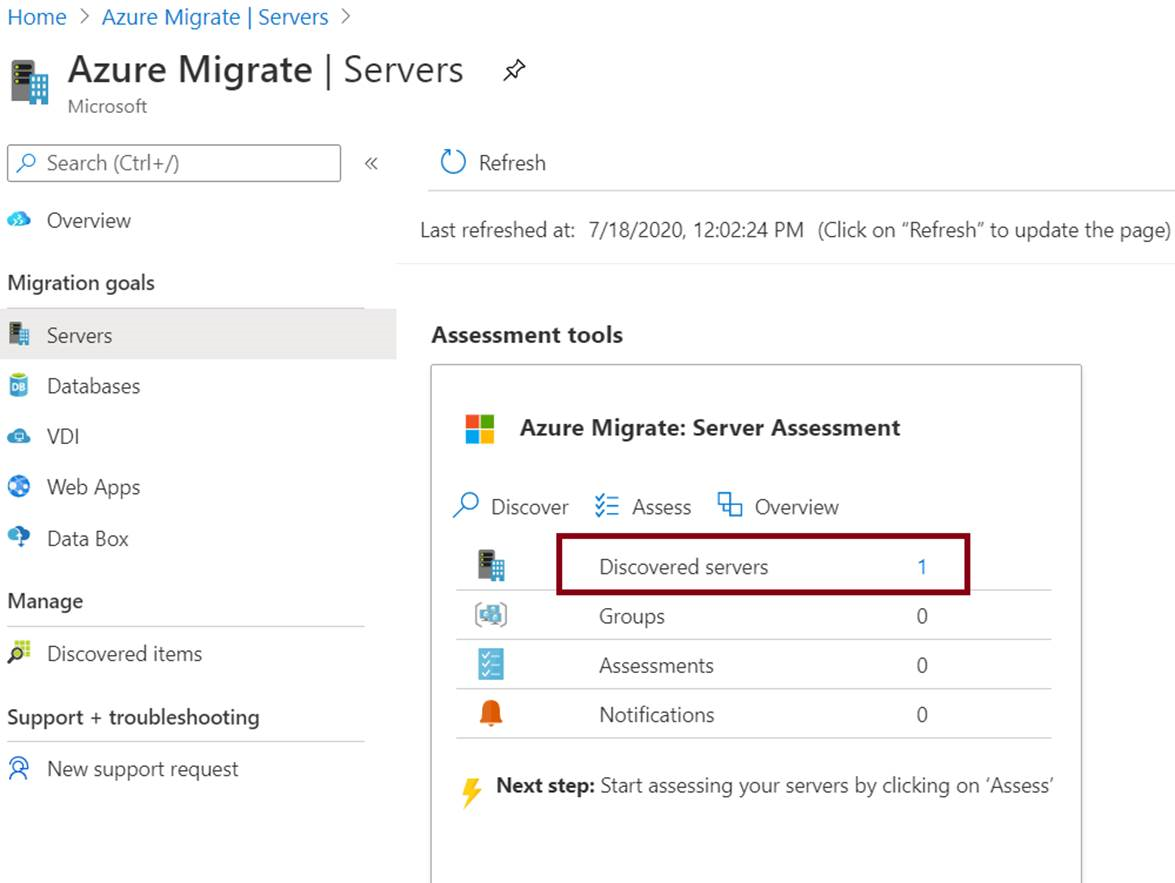 Home > Azure Migrate | Servers >
Azure Migrate | Servers
Microsoft
Search (Ctrl+/)
«
Overview
Migration goals
Servers
Databases
VDI
Web Apps
Data Box
Manage
Discovered items
Support + troubleshooting
New support request
Refresh
Last refreshed at: 7/18/2020, 12:02:24 PM (Click on “Refresh” to update the page)
Assessment tools
Azure Migrate: Server Assessment
Discover Assess Overview
Discovered servers 1
Groups 0
Assessments 0
Notifications 0
Next step: Start assessing your servers by clicking on ‘Assess’